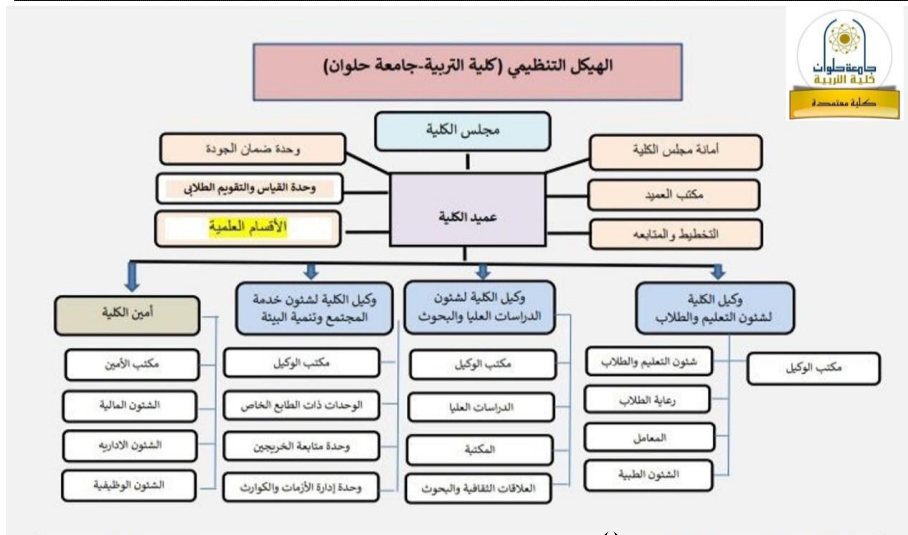 جامعة حلوان
كلية التربية
كلية معتمدة
الهيكل التنظيمي (كلية التربية-جامعة حلوان)
مجلس الكلية
أمانة مجلس الكلية
وحدة ضمان الجودة
مكتب العميد
وحدة القياس والتقويم الطلابى
عميد الكلية
التخطيط والمتابعه
الأقسام العلمية
وكيل الكلية
لشئون التعليم والطلاب
وكيل الكلية لشئون
الدراسات العليا والبحوث
وكيل الكلية لشئون خدمة
المجتمع وتنمية البيئة
أمين الكلية
مكتب الوكيل
شئون التعليم والطلاب
رعاية الطلاب
المعامل
الشئون الطبية
مكتب الوكيل
الدراسات العليا
المكتبة
العلاقات الثقافية والبحوث
مكتب الوكيل
الوحدات ذات الطابع الخاص
وحدة متابعة الخريجين
وحدة إدارة الأزمات والكوارث
مكتب الأمين
الشئون المالية
الشئون الاداريه
الشئون الوظيفية